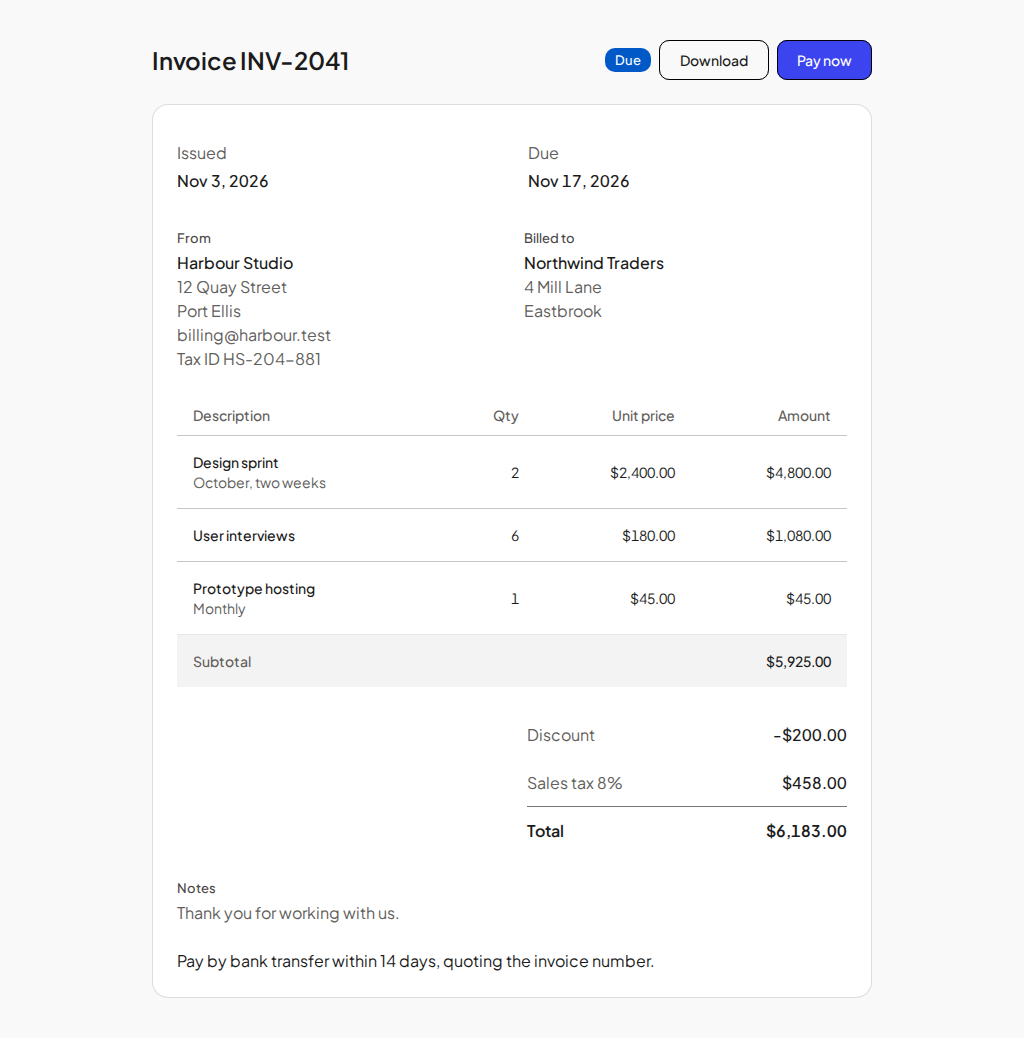 Invoice INV-2041
Due
Download
Pay now
Issued
Nov 3, 2026
Due
Nov 17, 2026
From
Harbour Studio
12 Quay Street
Port Ellis
billing@harbour.test
Tax ID HS-204-881
Billed to
Northwind Traders
4 Mill Lane
Eastbrook
Description Qty Unit price Amount
Design sprint
October, two weeks
2 $2,400.00 $4,800.00
User interviews 6 $180.00 $1,080.00
Prototype hosting
Monthly
1 $45.00 $45.00
Subtotal $5,925.00
Discount -$200.00
Sales tax 8% $458.00
Total $6,183.00
Notes
Thank you for working with us.
Pay by bank transfer within 14 days, quoting the invoice number.